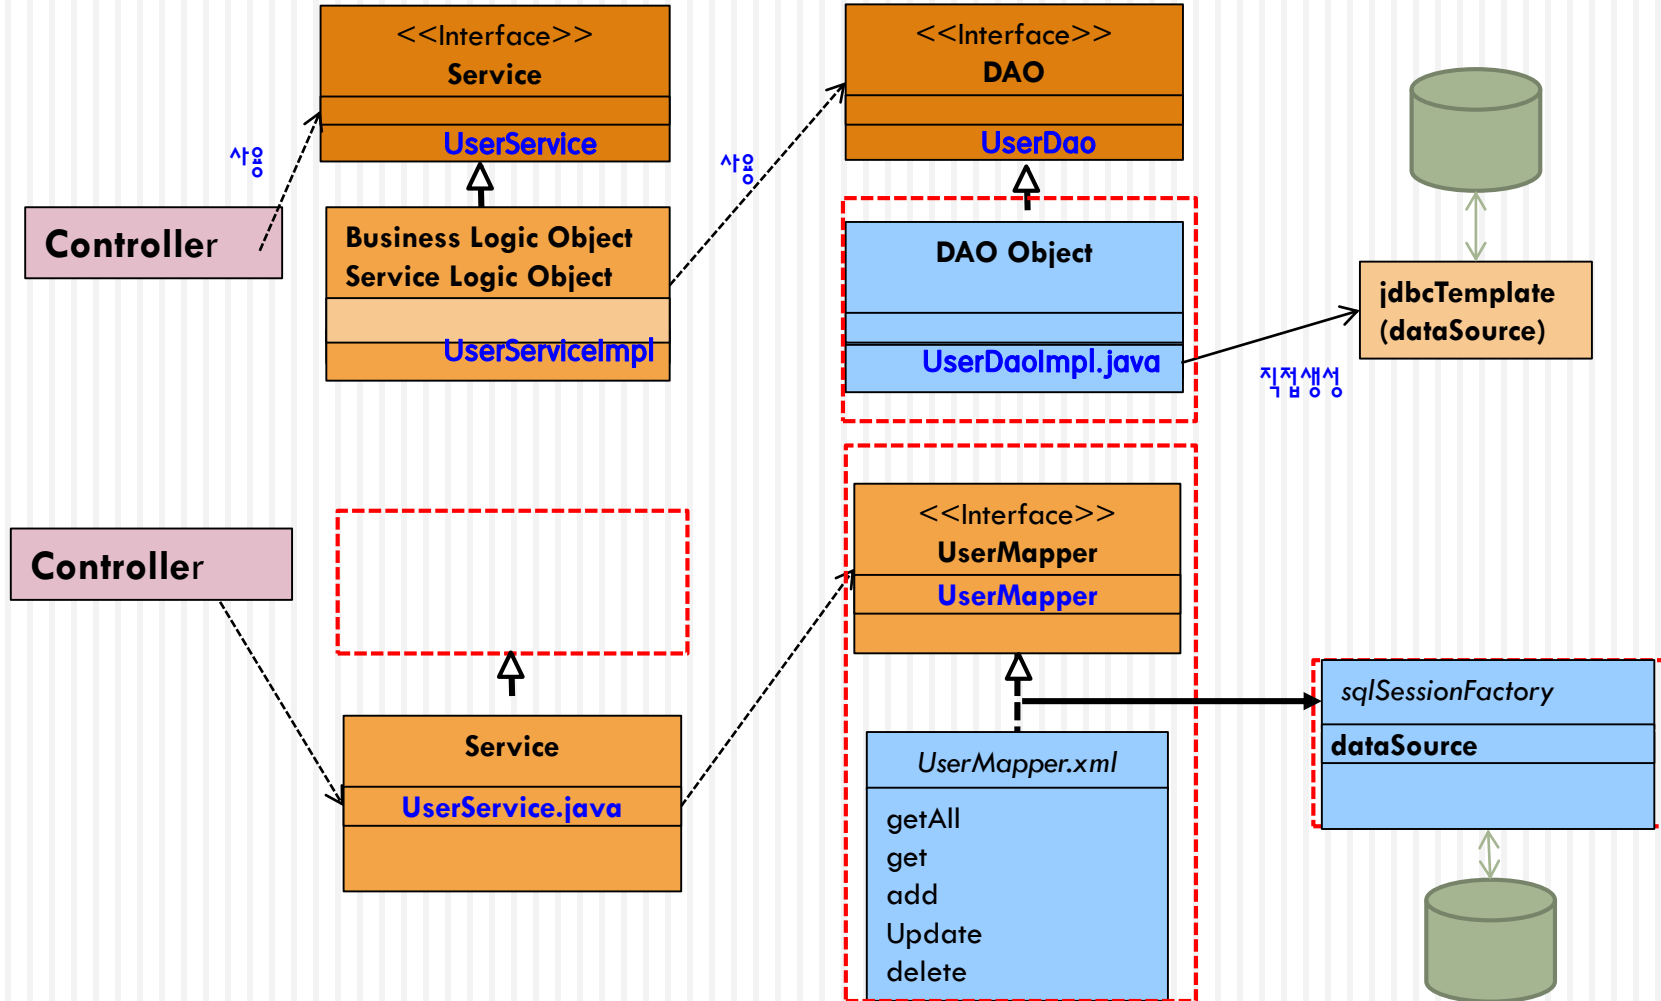 <<Interface>>
Service
UserService
<<Interface>>
DAO
UserDao
사용
사용
Controller
Business Logic Object
Service Logic Object
UserServiceImpl
DAO Object
UserDaoImpl.java
jdbcTemplate
(dataSource)
직접생성
Controller
<<Interface>>
UserMapper
UserMapper
Service
UserService.java
UserMapper.xml
getAll
get
add
Update
delete
sqlSessionFactory
dataSource